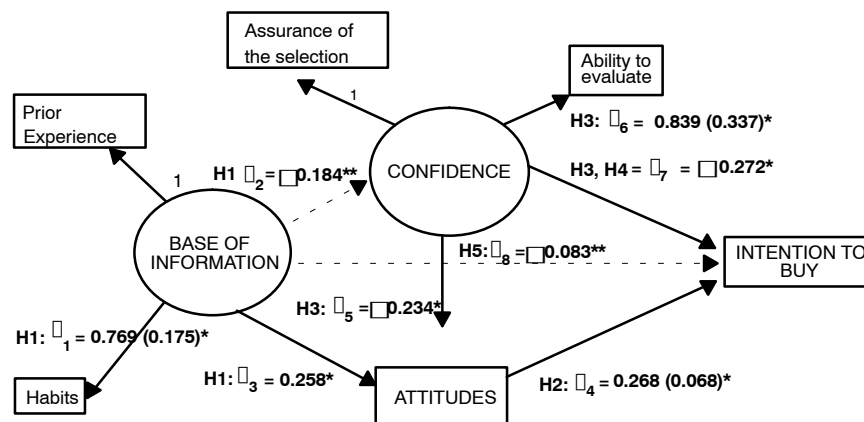 Assurance of
the selection
Ability to
evaluate
Prior
Experience
1
1
H3: □6 = 0.839 (0.337)*
H1 □2 = □0.184**
CONFIDENCE
H3, H4 = □7 = □0.272*
BASE OF
INFORMATION
H5: □8 = □0.083**
INTENTION TO
BUY
H3: □5 = □0.234*
H1: □1 = 0.769 (0.175)*
H1: □3 = 0.258*
H2: □4 = 0.268 (0.068)*
Habits
ATTITUDES